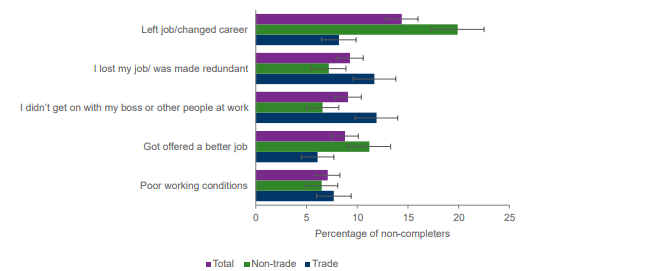 Left job/changed career
I lost my job/ was made redundant
I didn't get on with my boss or other people at work
Got offered a better job
Poor working conditions
0 5 10 15 20 25
Percentage of non-completers
Total Non-trade Trade